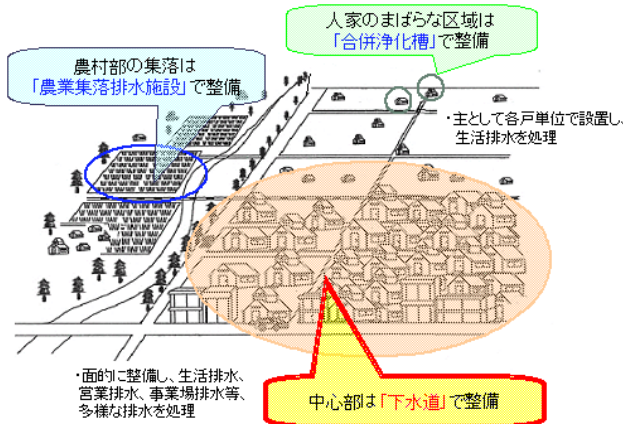 人家のまばらな区域は
「合併浄化槽」で整備
農村部の集落は
「農業集落排水施設」で整備
・主として各戸単位で設置し、
生活排水を処理
・面的に整備し、生活排水、
営業排水、事業場排水等、
多様な排水を処理
中心部は「下水道」で整備